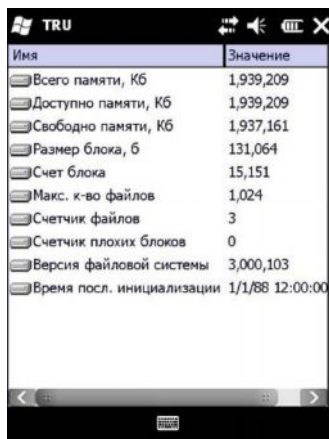 TRU
Имя Значение
Всего памяти, Кб 1,939,209
Доступно памяти, Кб 1,939,209
Свободно памяти, Кб 1,937,161
Размер блока, б 131,064
Счет блока 15,151
Макс. к-во файлов 1,024
Счетчик файлов 3
Счетчик плохих блоков 0
Версия файловой системы 3,000,103
Время посл. инициализации 1/1/88 12:00:00